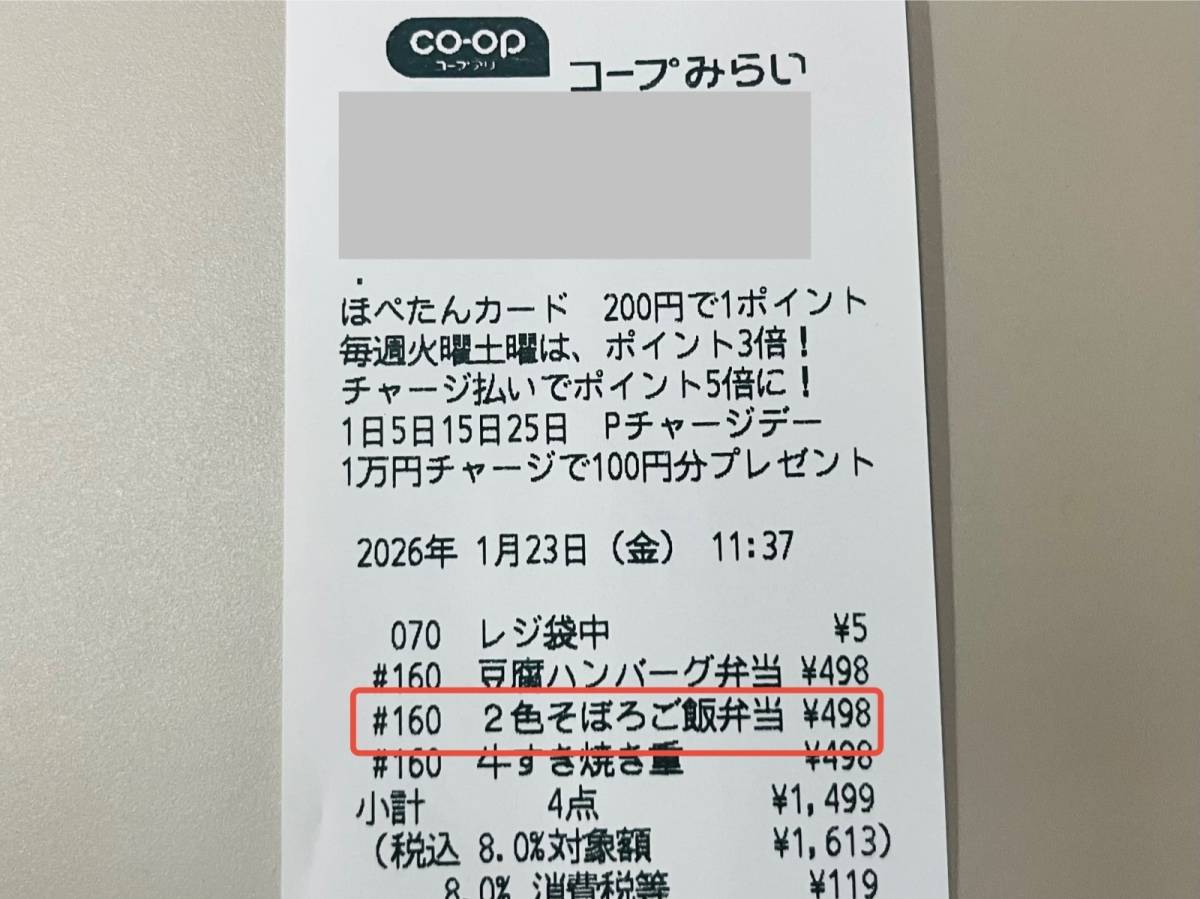 co-op
コープデリ
コープみらい
ほぺたんカード 200円で1ポイント
毎週火曜土曜は、ポイント3倍!
チャージ払いでポイント5倍に!
1日5日15日25日 Pチャージデー
1万円チャージで100円分プレゼント
2026年 1月23日(金) 11:37
070 レジ袋中 ¥5
#160 豆腐ハンバーグ弁当 ¥498
#160 2色そぼろご飯弁当 ¥498
#160 牛すき焼き重 ¥498
小計 4点 ¥1,499
(税込 8.0%対象額 ¥1,613)
8.0% 消費税等 ¥119